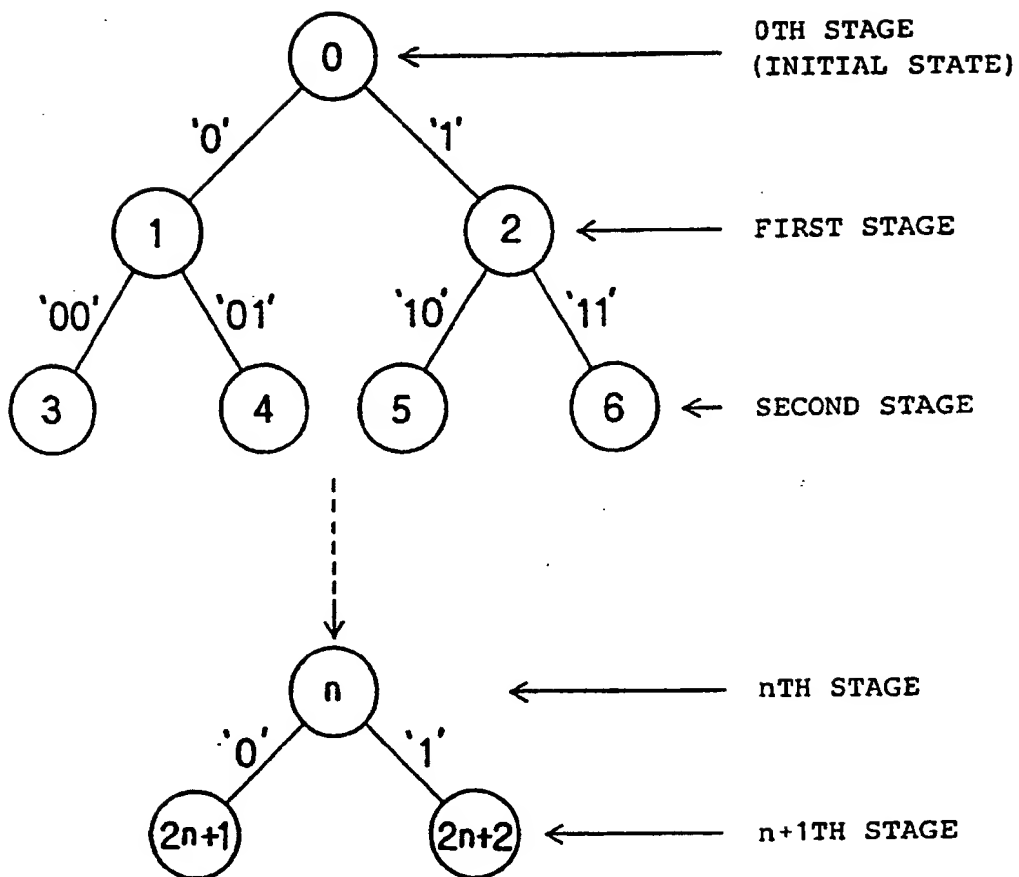 0
0TH STAGE
(INITIAL STATE)
'0'
'1'
1
2
FIRST STAGE
'00'
'01'
'10'
'11'
3
4
5
6
SECOND STAGE
n
nTH STAGE
'0'
'1'
2n+1
2n+2
n+1TH STAGE